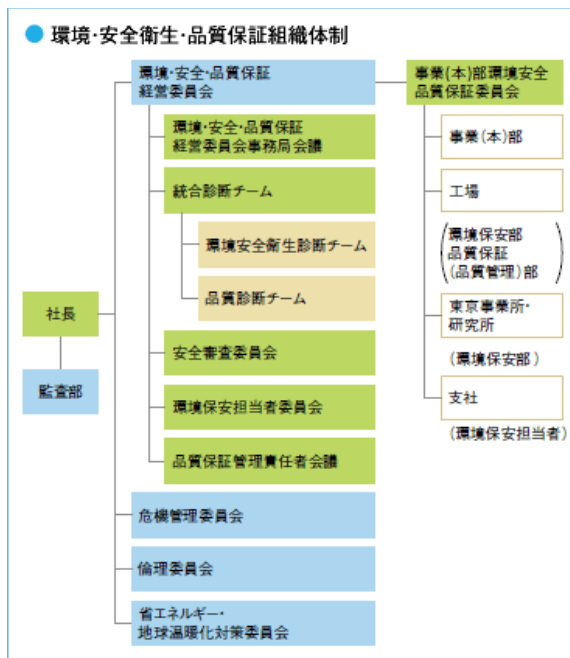 環境・安全衛生・品質保証組織体制
環境・安全・品質保証
経営委員会
環境・安全・品質保証
経営委員会事務局会議
統合診断チーム
環境安全衛生診断チーム
品質診断チーム
社長
監査部
安全審査委員会
環境保安担当者委員会
品質保証管理責任者会議
危機管理委員会
倫理委員会
省エネルギー・
地球温暖化対策委員会
事業(本)部環境安全
品質保証委員会
事業(本)部
工場
(環境保安部
品質保証
(品質管理)部)
東京事業所・
研究所
(環境保安部)
支社
(環境保安担当者)